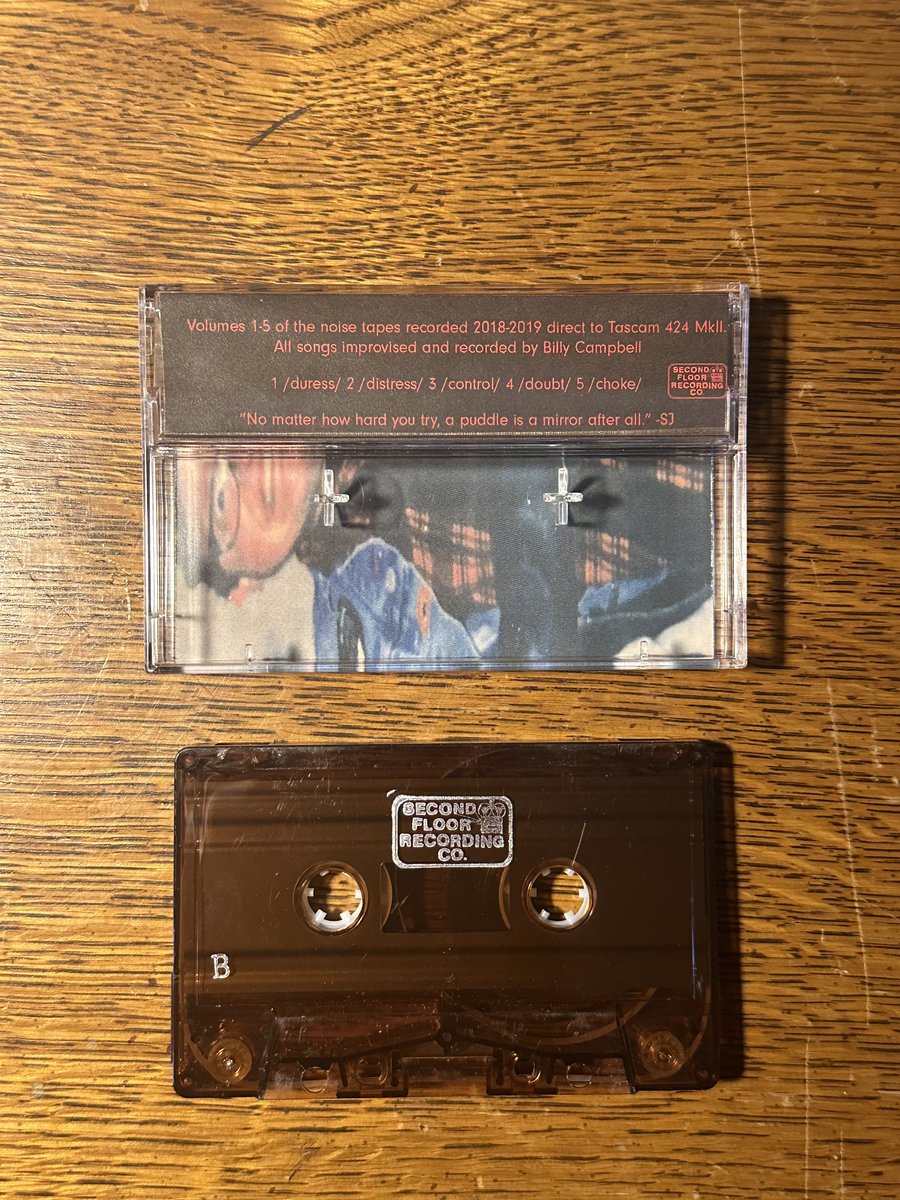 Volumes 1-5 of the noise tapes recorded 2018-2019 direct to Tascam 424 MkII.
All songs improvised and recorded by Billy Campbell
1 /duress/ 2 /distress/ 3 /control/ 4 /doubt/ 5 /choke/
SECOND
FLOOR
RECORDING
CO.
"No matter how hard you try, a puddle is a mirror after all." -SJ
SECOND
FLOOR
RECORDING
CO.
B